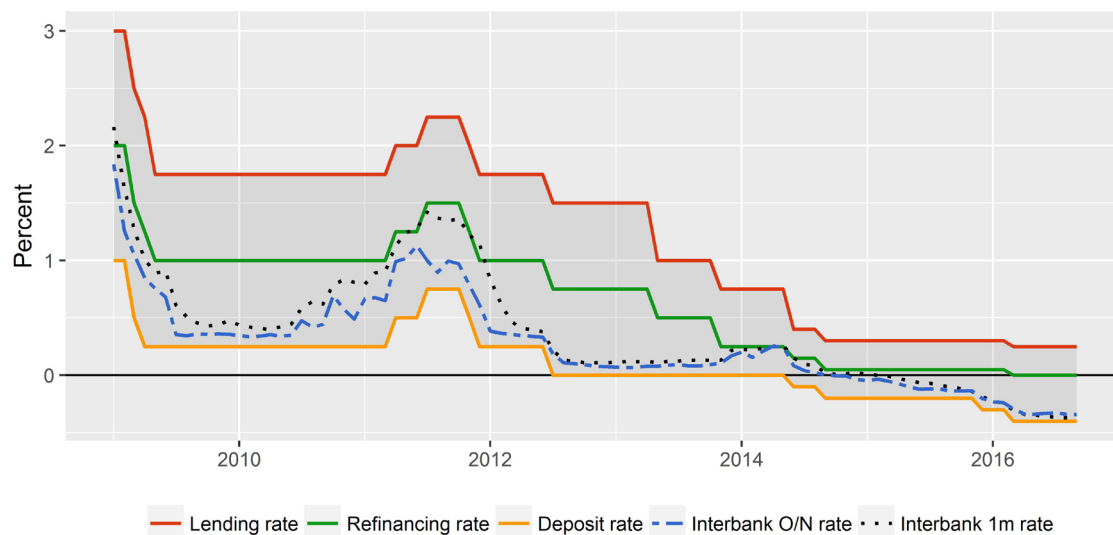 3
2
Percent
1
0
2010 2012 2014 2016
Lending rate Refinancing rate Deposit rate Interbank O/N rate Interbank 1m rate